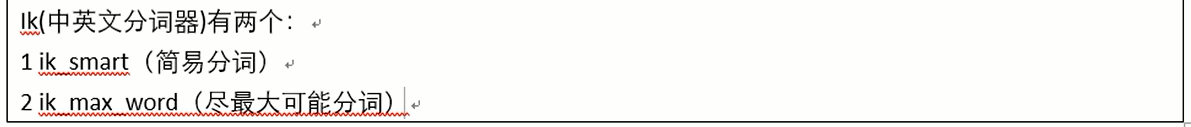 Ik(中英文分词器)有两个：
1 ik_smart（简易分词）
2 ik_max_word（尽最大可能分词）